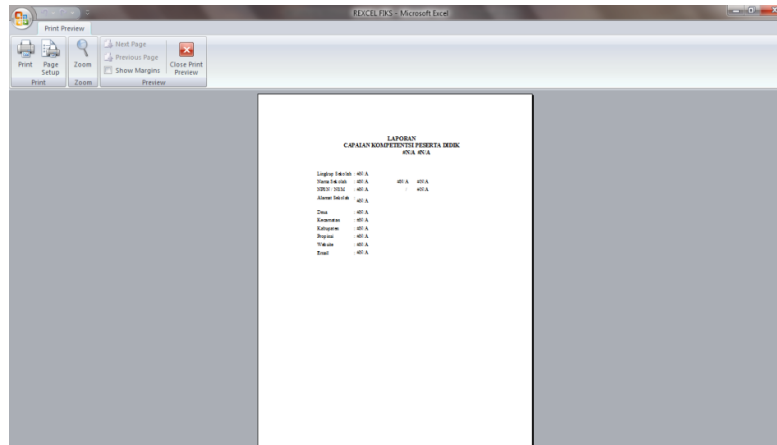 REXCEL FIKS - Microsoft Excel
Print Preview
Print
Page Setup
Zoom
Next Page
Previous Page
Show Margins
Close Print Preview
Print
Zoom
Preview
LAPORAN
CAPAIAN KOMPETENTSI PESERTA DIDIK
#N/A #N/A
Lingkup Sekolah : #N/A
Nama Sekolah : #N/A #N/A #N/A
NPSN / NSM : #N/A / #N/A
Alamat Sekolah : #N/A
Desa : #N/A
Kecamatan : #N/A
Kabupaten : #N/A
Propinsi : #N/A
Website : #N/A
Email : #N/A